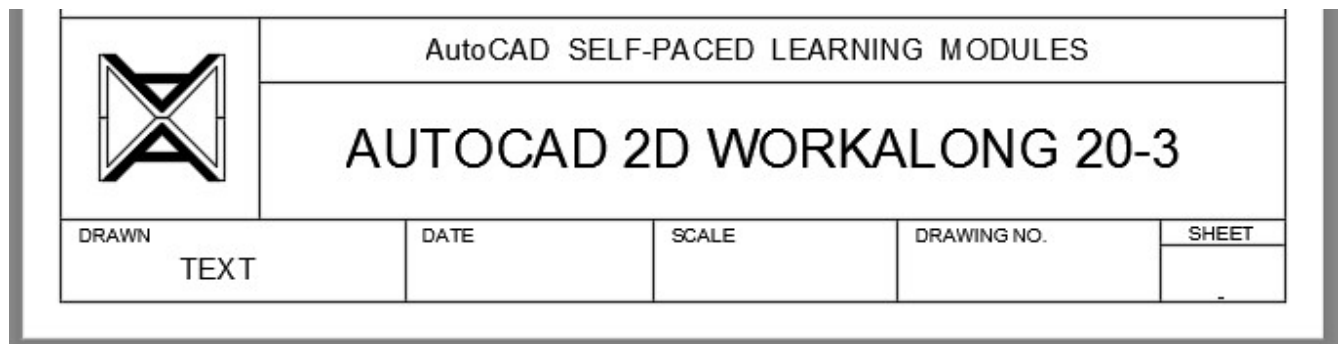 AutoCAD SELF-PACED LEARNING MODULES
AUTOCAD 2D WORKALONG 20-3
DRAWN
TEXT
DATE
SCALE
DRAWING NO.
SHEET
-